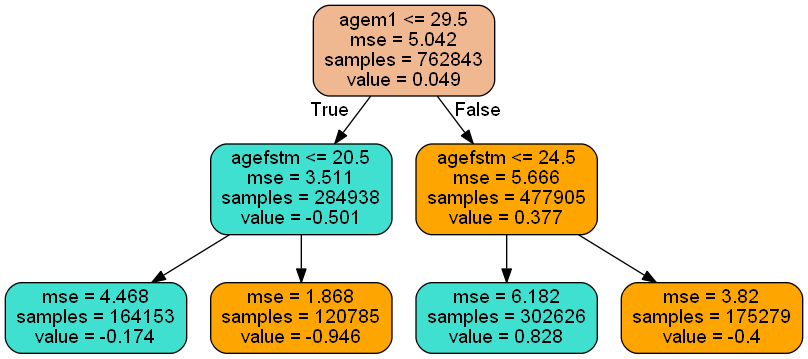 agem1 <= 29.5
mse = 5.042
samples = 762843
value = 0.049
True
False
agefstm <= 20.5
mse = 3.511
samples = 284938
value = -0.501
agefstm <= 24.5
mse = 5.666
samples = 477905
value = 0.377
mse = 4.468
samples = 164153
value = -0.174
mse = 1.868
samples = 120785
value = -0.946
mse = 6.182
samples = 302626
value = 0.828
mse = 3.82
samples = 175279
value = -0.4